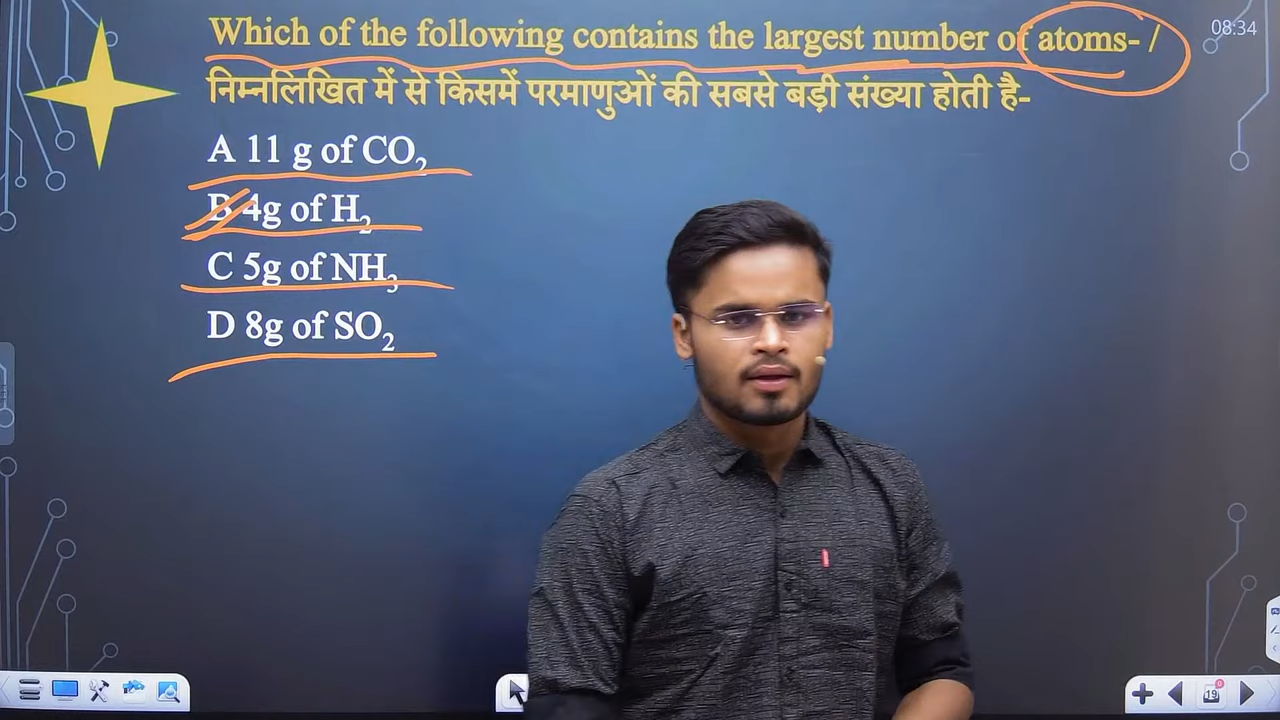 Which of the following contains the largest number of atoms- /
08:34
निम्नलिखित में से किसमें परमाणुओं की सबसे बड़ी संख्या होती है-
A 11 g of CO₂
B 4g of H₂
C 5g of NH₃
D 8g of SO₂
19